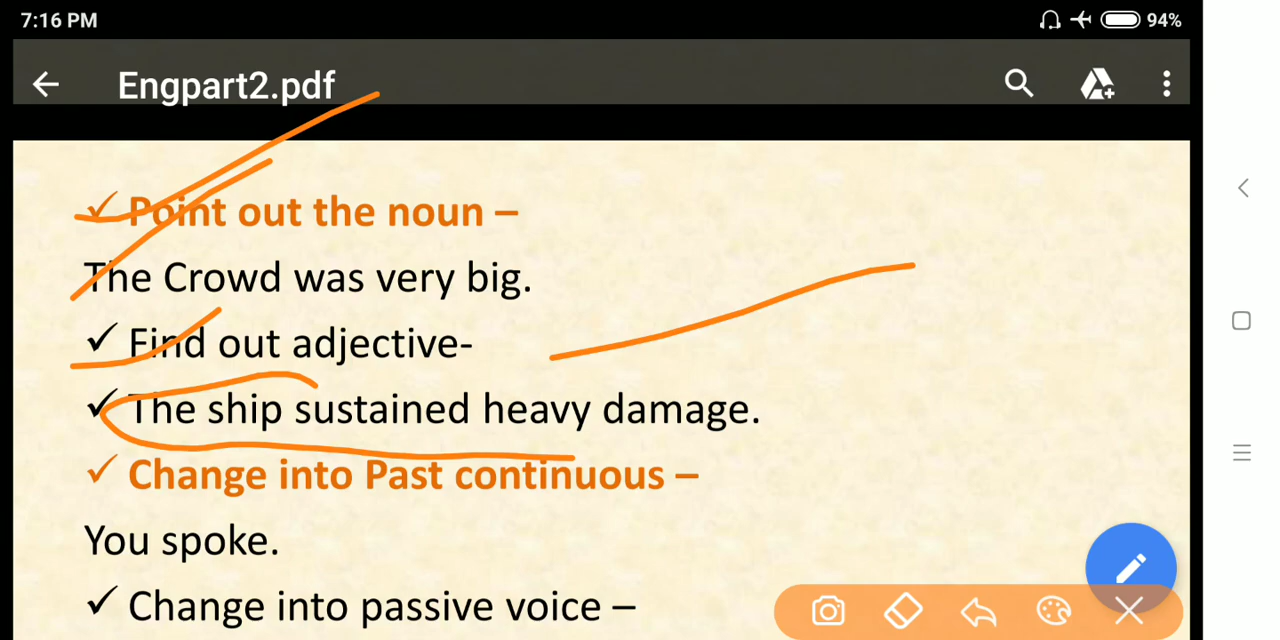 7:16 PM 94%
Engpart2.pdf
✓ Point out the noun –
The Crowd was very big.
✓ Find out adjective-
✓ The ship sustained heavy damage.
✓ Change into Past continuous –
You spoke.
✓ Change into passive voice –